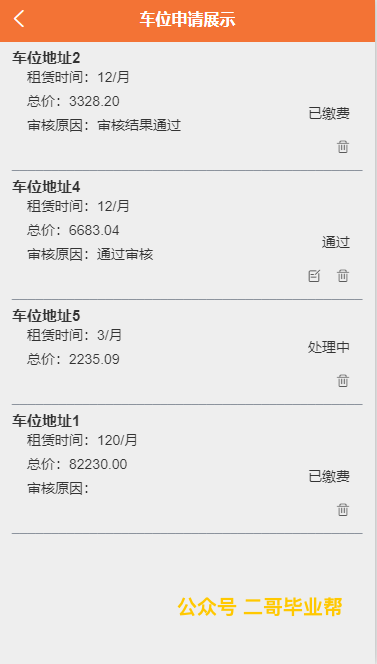 车位申请展示
车位地址2
租赁时间：12/月
总价：3328.20
已缴费
审核原因：审核结果通过
车位地址4
租赁时间：12/月
总价：6683.04
通过
审核原因：通过审核
车位地址5
租赁时间：3/月
处理中
总价：2235.09
车位地址1
租赁时间：120/月
总价：82230.00
已缴费
审核原因：
公众号 二哥毕业帮